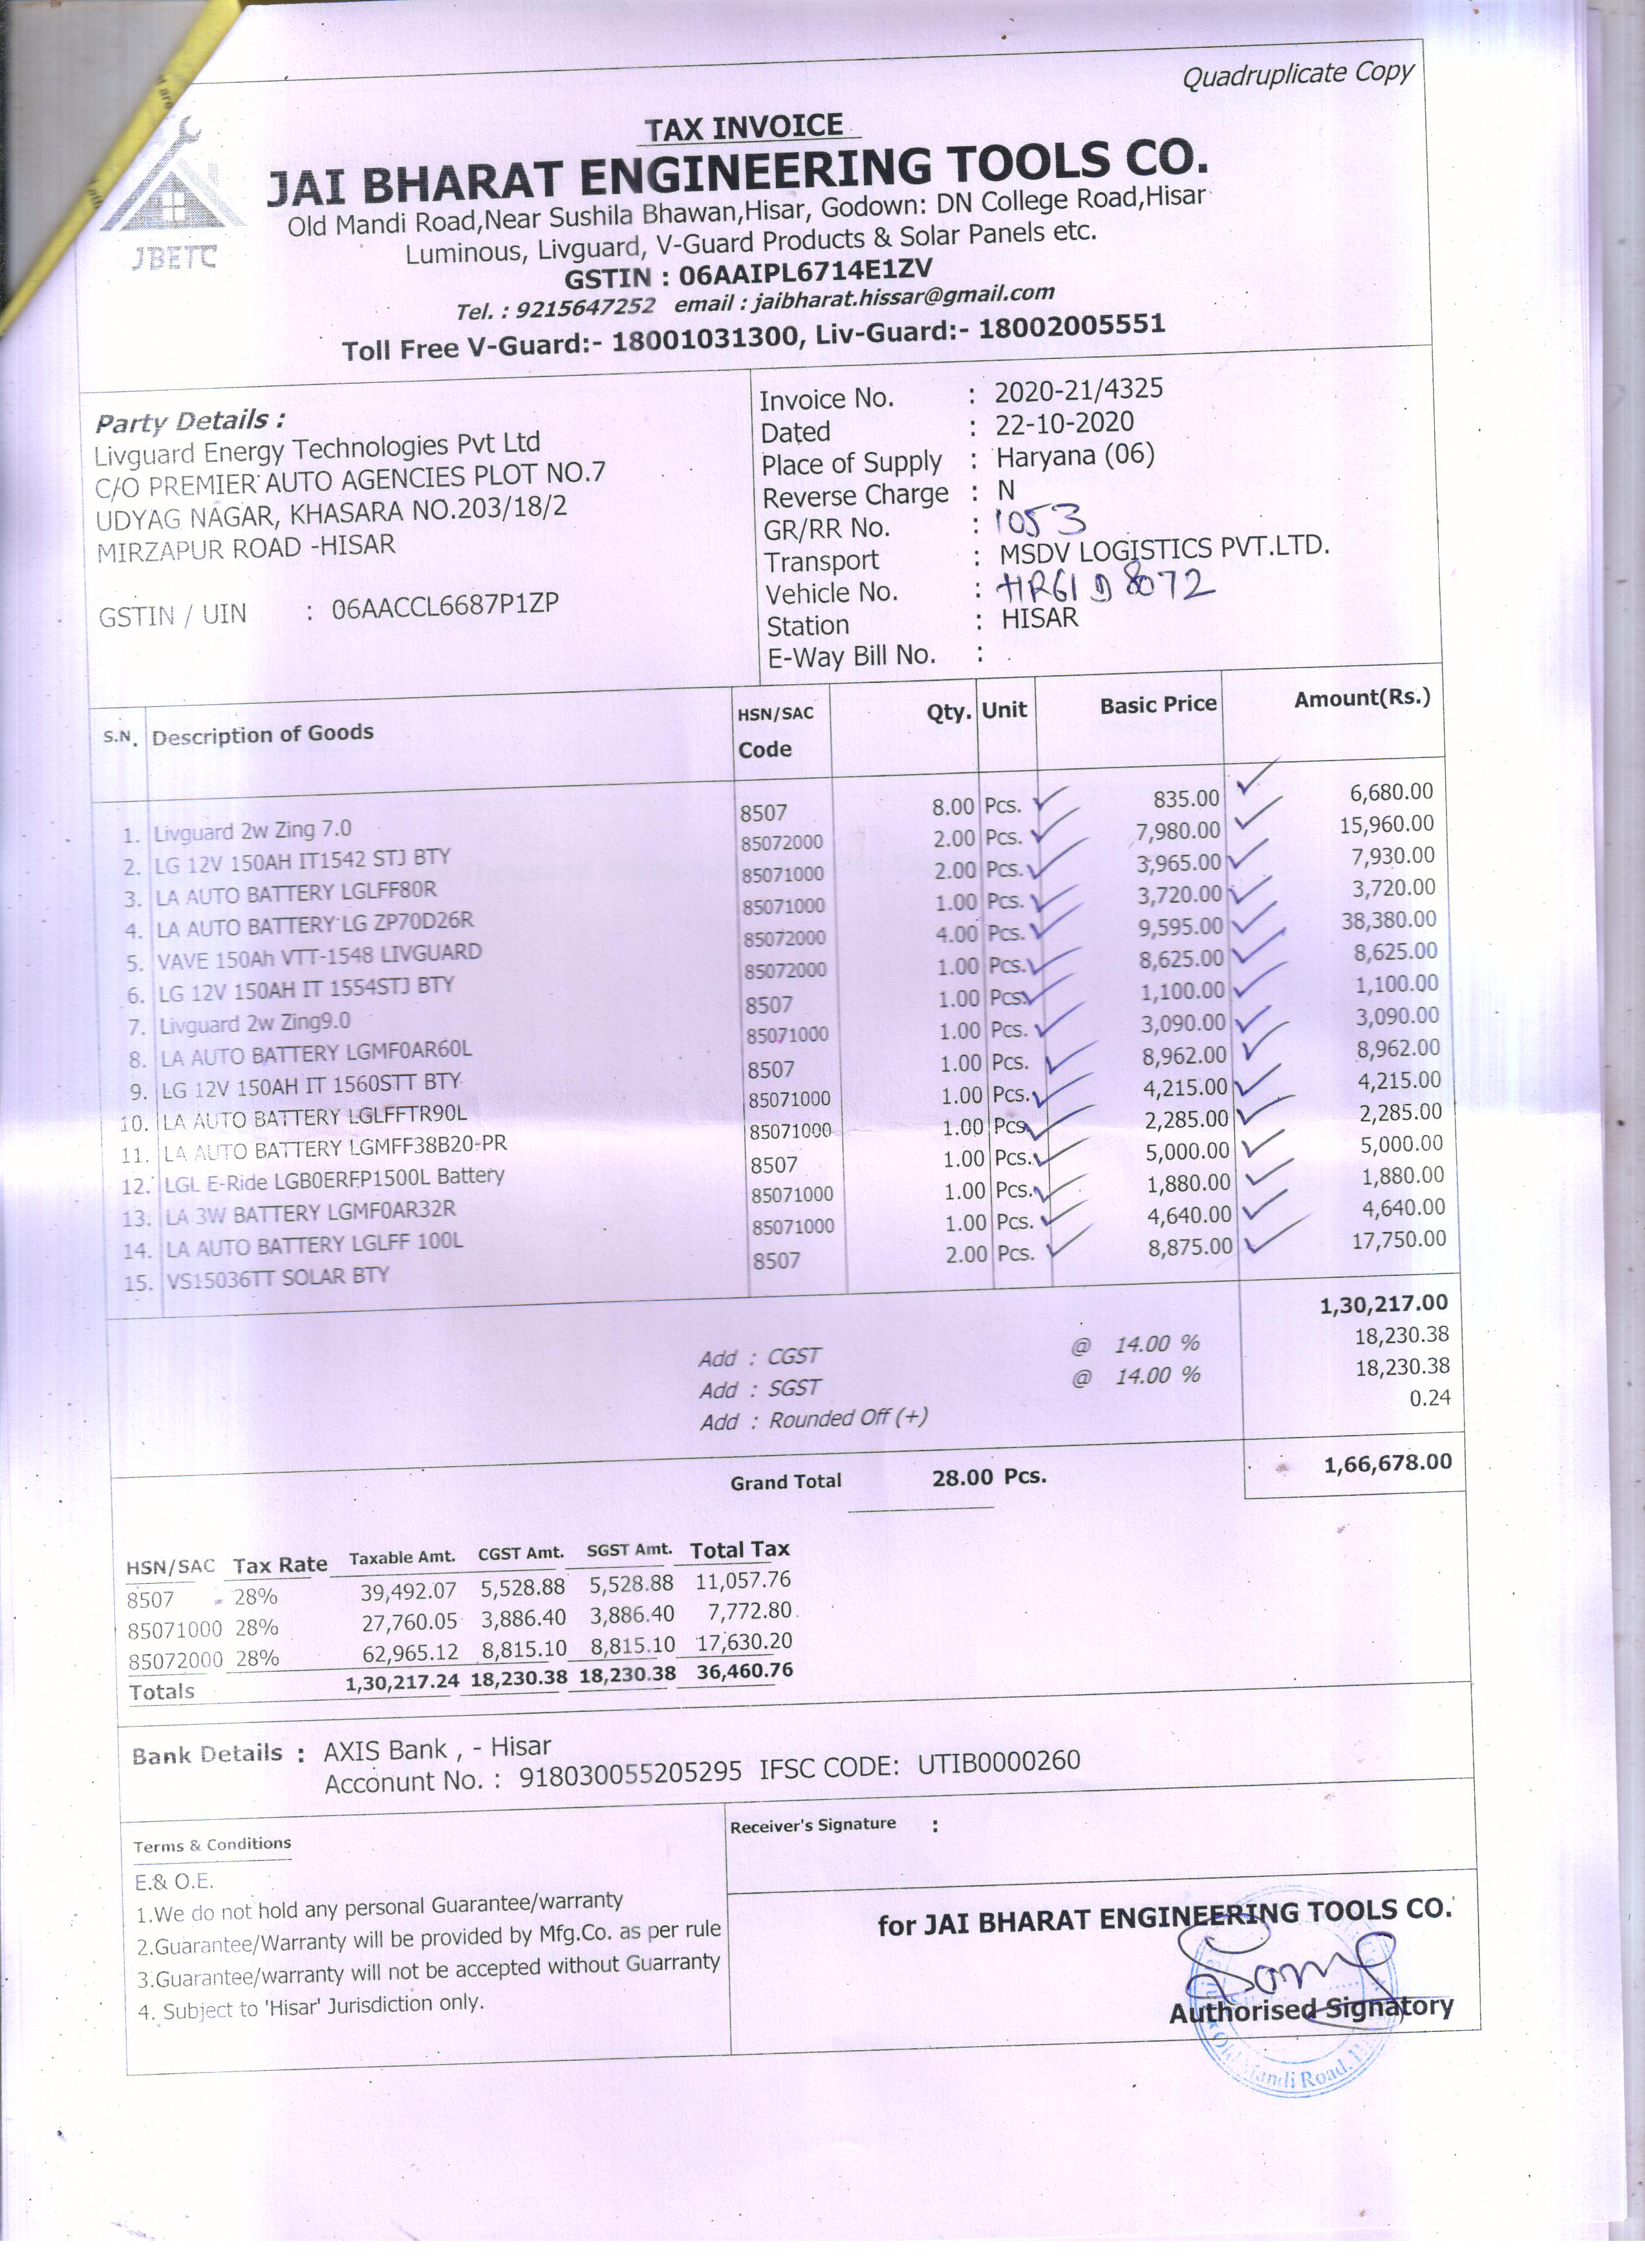 Quadruplicate Copy
TAX INVOICE
JAI BHARAT ENGINEERING TOOLS CO.
Old Mandi Road,Near Sushila Bhawan,Hisar, Godown: DN College Road,Hisar
Luminous, Livguard, V-Guard Products & Solar Panels etc.
JBETC
GSTIN : 06AAIPL6714E1ZV
Tel. : 9215647252 email : jaibharat.hissar@gmail.com
Toll Free V-Guard:- 18001031300, Liv-Guard:- 18002005551
Party Details :
Livguard Energy Technologies Pvt Ltd
C/O PREMIER AUTO AGENCIES PLOT NO.7
UDYAG NAGAR, KHASARA NO.203/18/2
MIRZAPUR ROAD -HISAR
GSTIN / UIN : 06AACCL6687P1ZP
Invoice No. : 2020-21/4325
Dated : 22-10-2020
Place of Supply : Haryana (06)
Reverse Charge : N
GR/RR No. : 1053
Transport : MSDV LOGISTICS PVT.LTD.
Vehicle No. : HR61D8072
Station : HISAR
E-Way Bill No. :
S.N. Description of Goods HSN/SAC Code Qty. Unit Basic Price Amount(Rs.)
1. Livguard 2w Zing 7.0 8507 8.00 Pcs. 835.00 6,680.00
2. LG 12V 150AH IT1542 STJ BTY 85072000 2.00 Pcs. 7,980.00 15,960.00
3. LA AUTO BATTERY LGLFF80R 85071000 2.00 Pcs. 3,965.00 7,930.00
4. LA AUTO BATTERY LG ZP70D26R 85071000 1.00 Pcs. 3,720.00 3,720.00
5. VAVE 150Ah VTT-1548 LIVGUARD 85072000 4.00 Pcs. 9,595.00 38,380.00
6. LG 12V 150AH IT 1554STJ BTY 85072000 1.00 Pcs. 8,625.00 8,625.00
7. Livguard 2w Zing9.0 8507 1.00 Pcs. 1,100.00 1,100.00
8. LA AUTO BATTERY LGMF0AR60L 85071000 1.00 Pcs. 3,090.00 3,090.00
9. LG 12V 150AH IT 1560STT BTY 8507 1.00 Pcs. 8,962.00 8,962.00
10. LA AUTO BATTERY LGLFFTR90L 85071000 1.00 Pcs. 4,215.00 4,215.00
11. LA AUTO BATTERY LGMFF38B20-PR 85071000 1.00 Pcs. 2,285.00 2,285.00
12. LGL E-Ride LGB0ERFP1500L Battery 8507 1.00 Pcs. 5,000.00 5,000.00
13. LA 3W BATTERY LGMF0AR32R 85071000 1.00 Pcs. 1,880.00 1,880.00
14. LA AUTO BATTERY LGLFF 100L 85071000 1.00 Pcs. 4,640.00 4,640.00
15. VS15036TT SOLAR BTY 8507 2.00 Pcs. 8,875.00 17,750.00
1,30,217.00
Add : CGST @ 14.00 % 18,230.38
Add : SGST @ 14.00 % 18,230.38
Add : Rounded Off (+) 0.24
Grand Total 28.00 Pcs. 1,66,678.00
HSN/SAC Tax Rate Taxable Amt. CGST Amt. SGST Amt. Total Tax
8507 28% 39,492.07 5,528.88 5,528.88 11,057.76
85071000 28% 27,760.05 3,886.40 3,886.40 7,772.80
85072000 28% 62,965.12 8,815.10 8,815.10 17,630.20
Totals 1,30,217.24 18,230.38 18,230.38 36,460.76
Bank Details : AXIS Bank , - Hisar
Acconunt No. : 918030055205295 IFSC CODE: UTIB0000260
Terms & Conditions
E.& O.E.
1.We do not hold any personal Guarantee/warranty
2.Guarantee/Warranty will be provided by Mfg.Co. as per rule
3.Guarantee/warranty will not be accepted without Guarranty
4. Subject to 'Hisar' Jurisdiction only.
Receiver's Signature :
for JAI BHARAT ENGINEERING TOOLS CO.
Authorised Signatory
Mandi Road,